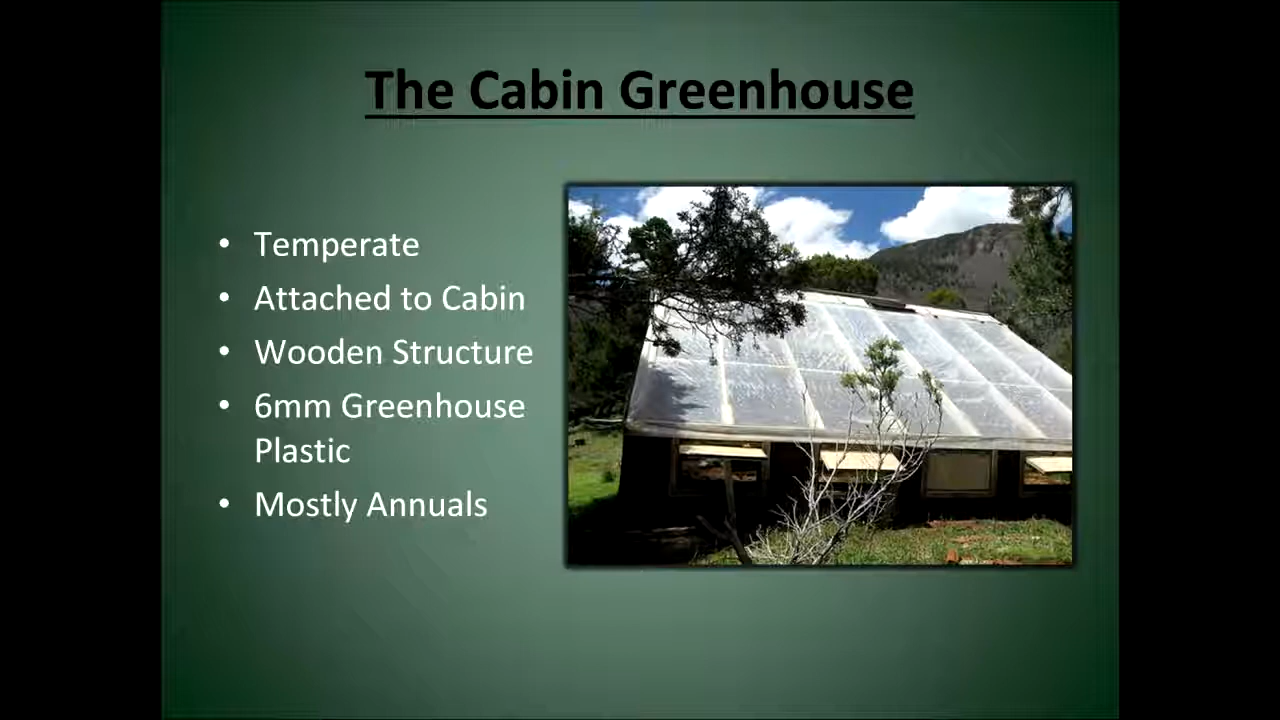 The Cabin Greenhouse
• Temperate
• Attached to Cabin
• Wooden Structure
• 6mm Greenhouse
Plastic
• Mostly Annuals